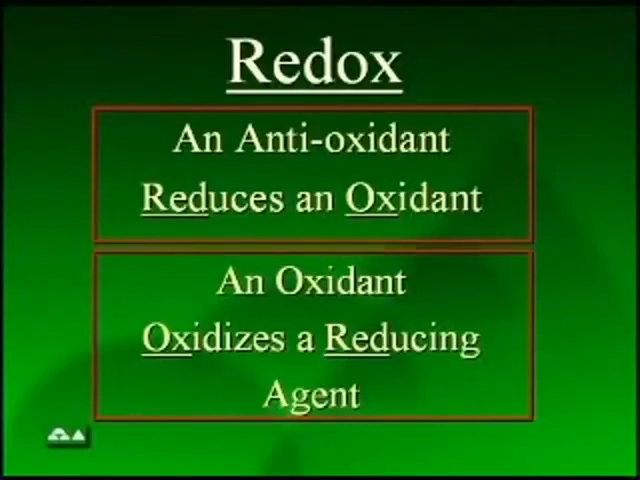 Redox
An Anti-oxidant
Reduces an Oxidant
An Oxidant
Oxidizes a Reducing
Agent